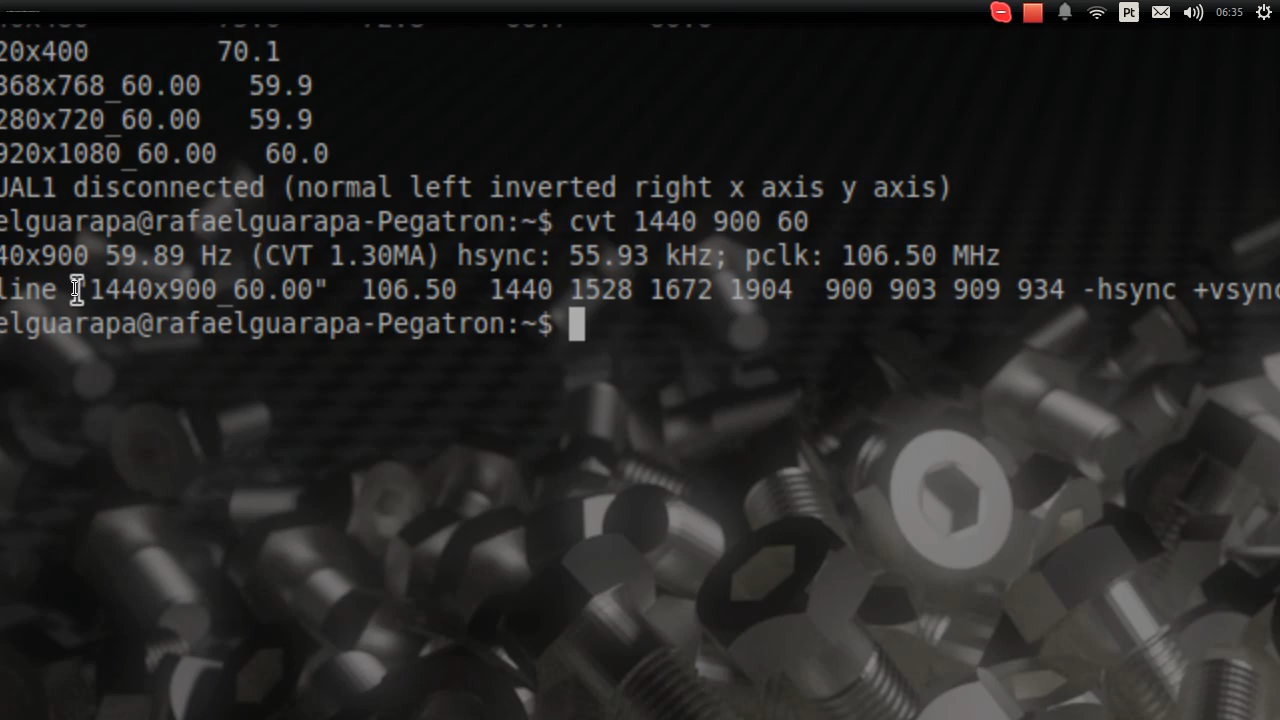 Pt
06:35
20x400 70.1
368x768_60.00 59.9
280x720_60.00 59.9
920x1080_60.00 60.0
UAL1 disconnected (normal left inverted right x axis y axis)
elguarapa@rafaelguarapa-Pegatron:~$ cvt 1440 900 60
40x900 59.89 Hz (CVT 1.30MA) hsync: 55.93 kHz; pclk: 106.50 MHz
line "1440x900_60.00" 106.50 1440 1528 1672 1904 900 903 909 934 -hsync +vsync
elguarapa@rafaelguarapa-Pegatron:~$